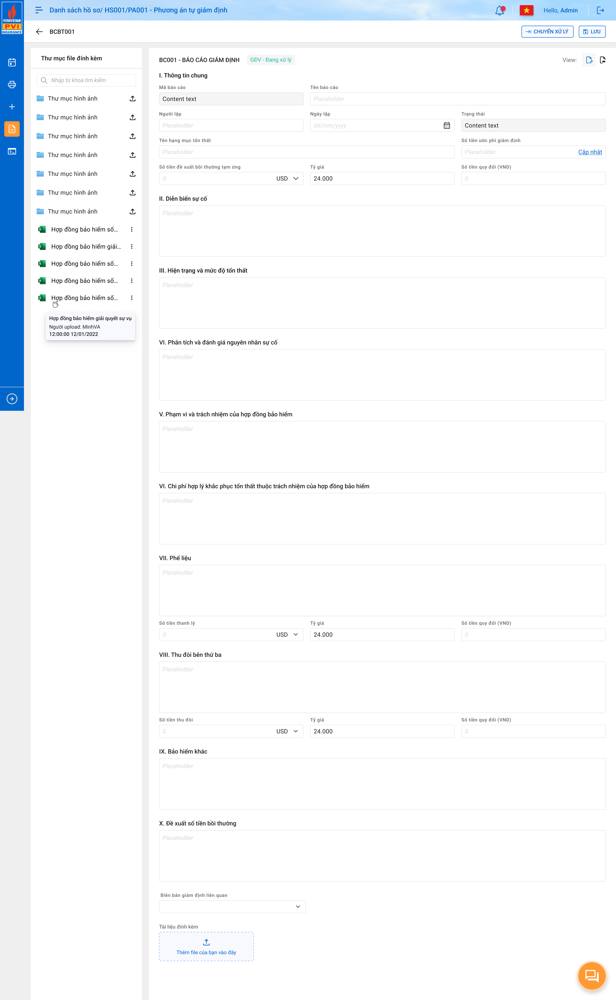 PETROVIETNAM
PVI
INSURANCE
Danh sách hồ sơ/ HS001/PA001 - Phương án tự giám định
Hello, Admin
BCBT001
CHUYỂN XỬ LÝ
LƯU
Thư mục file đính kèm
Nhập từ khoá tìm kiếm
Thư mục hình ảnh
Thư mục hình ảnh
Thư mục hình ảnh
Thư mục hình ảnh
Thư mục hình ảnh
Thư mục hình ảnh
Thư mục hình ảnh
Hợp đồng bảo hiểm số...
Hợp đồng bảo hiểm giải...
Hợp đồng bảo hiểm số...
Hợp đồng bảo hiểm số...
Hợp đồng bảo hiểm số...
Hợp đồng bảo hiểm giải quyết sự vụ
Người upload: MinhVA
12:00:00 12/01/2022
BC001 - BÁO CÁO GIÁM ĐỊNH
GĐV - Đang xử lý
View:
I. Thông tin chung
Mã báo cáo
Tên báo cáo
Content text
Placeholder
Người lập
Ngày lập
Trạng thái
Placeholder
dd/mm/yyyy
Content text
Tên hạng mục tổn thất
Số tiền ước phí giám định
Placeholder
Placeholder
Cập nhật
Số tiền đề xuất bồi thường tạm ứng
Tỷ giá
Số tiền quy đổi (VND)
0
USD
24.000
0
II. Diễn biến sự cố
Placeholder
III. Hiện trạng và mức độ tổn thất
Placeholder
VI. Phân tích và đánh giá nguyên nhân sự cố
Placeholder
V. Phạm vi và trách nhiệm của hợp đồng bảo hiểm
Placeholder
VI. Chi phí hợp lý khắc phục tổn thất thuộc trách nhiệm của hợp đồng bảo hiểm
Placeholder
VII. Phế liệu
Placeholder
Số tiền thanh lý
Tỷ giá
Số tiền quy đổi (VND)
0
USD
24.000
0
VIII. Thu đòi bên thứ ba
Placeholder
Số tiền thu đòi
Tỷ giá
Số tiền quy đổi (VND)
0
USD
24.000
0
IX. Bảo hiểm khác
Placeholder
X. Đề xuất số tiền bồi thường
Placeholder
Biên bản giám định liên quan
Tài liệu đính kèm
Thêm file của bạn vào đây